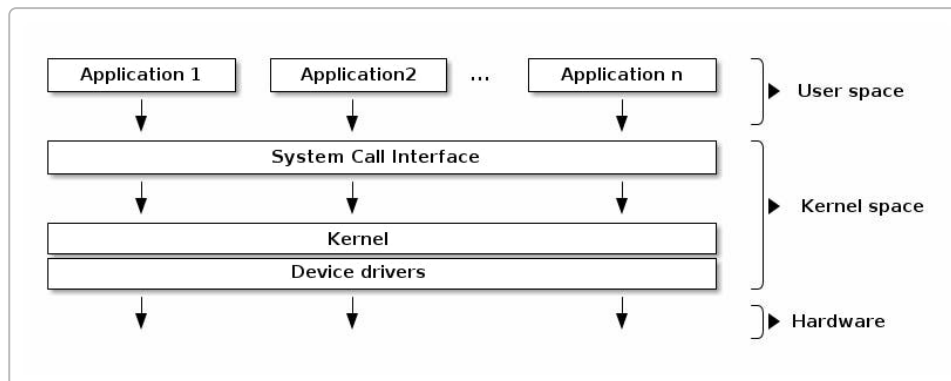 Application 1
Application2
...
Application n
User space
System Call Interface
Kernel space
Kernel
Device drivers
Hardware